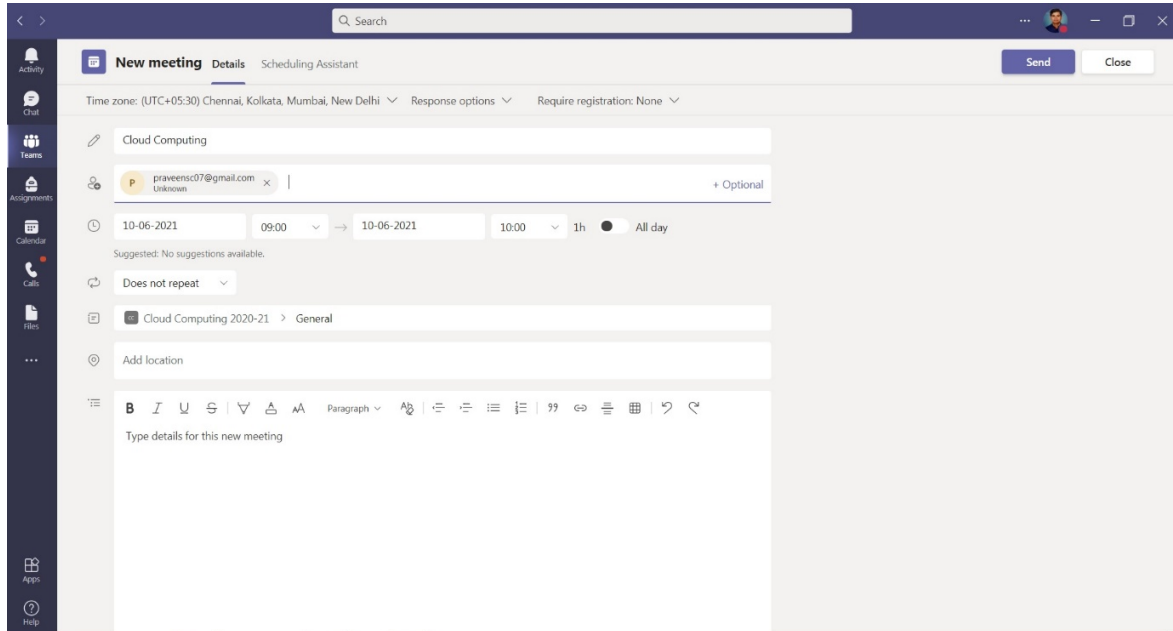 Search
Activity
Chat
Teams
Assignments
Calendar
Calls
Files
Apps
Help
New meeting Details Scheduling Assistant Send Close
Time zone: (UTC+05:30) Chennai, Kolkata, Mumbai, New Delhi Response options Require registration: None
Cloud Computing
P praveensc07@gmail.com
Unknown
+ Optional
10-06-2021 09:00 → 10-06-2021 10:00 1h All day
Suggested: No suggestions available.
Does not repeat
Cloud Computing 2020-21 > General
Add location
B I U S A AA Paragraph
Type details for this new meeting